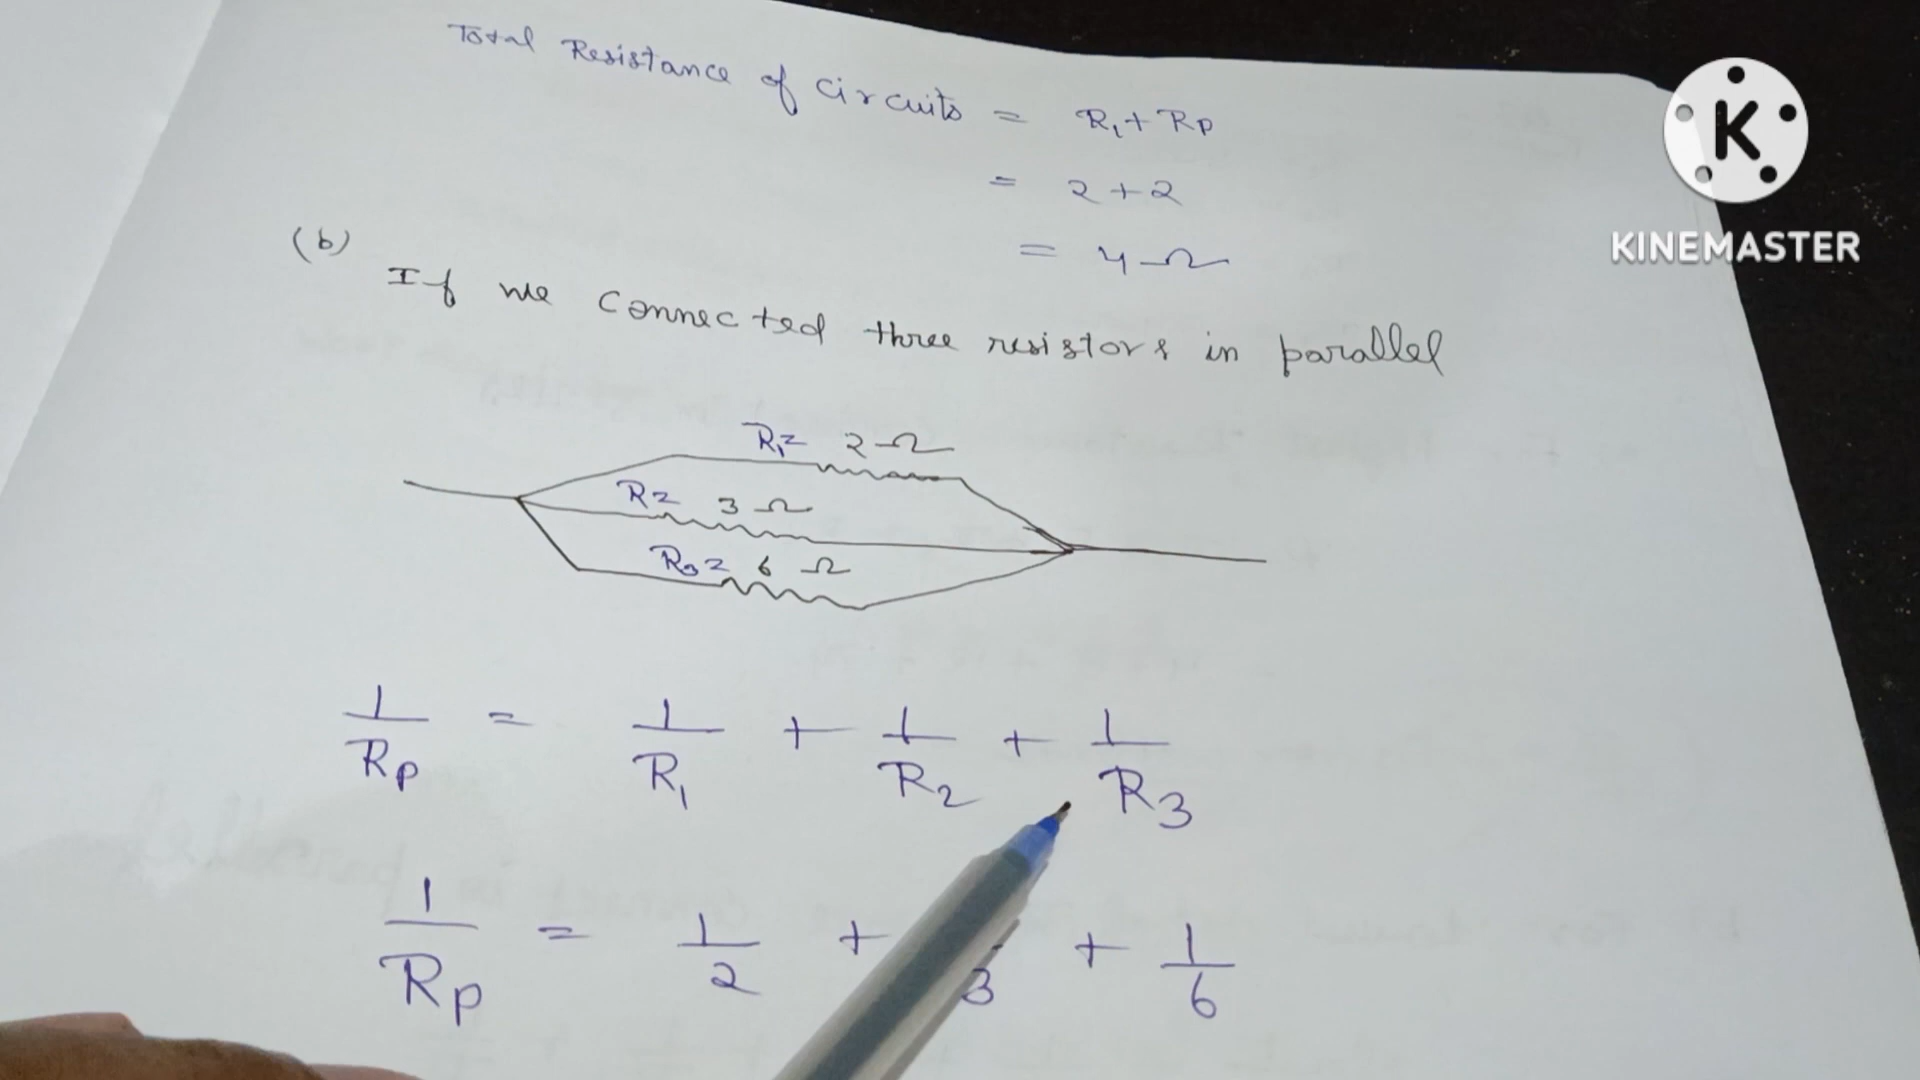 Total Resistance of circuits = R₁ + Rp
= 2 + 2
= 4 Ω
KINEMASTER
(b)
If we connected three resistors in parallel
R₁= 2 Ω
R2 3 Ω
R₃= 6 Ω
1/Rp = 1/R₁ + 1/R₂ + 1/R₃
1/Rp = 1/2 + 3 + 1/6